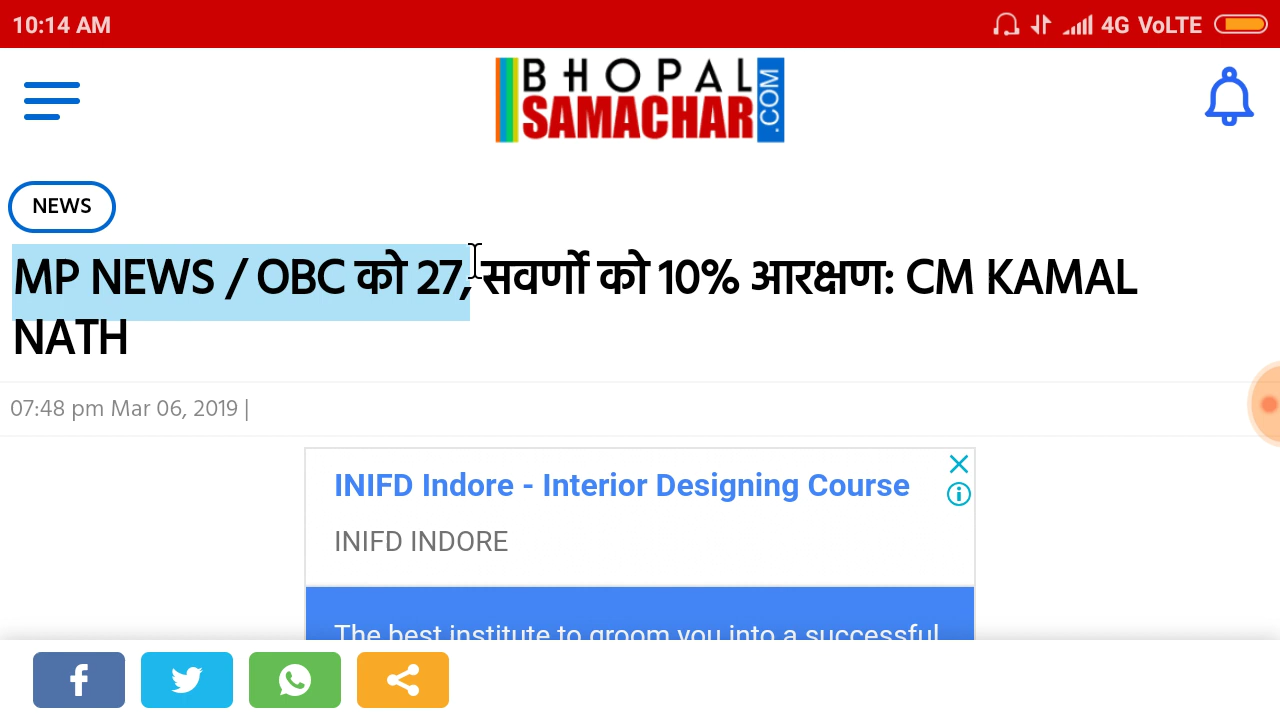 10:14 AM
4G VoLTE
BHOPAL
SAMACHAR
.COM
NEWS
MP NEWS / OBC को 27, सवर्णो को 10% आरक्षण: CM KAMAL
NATH
07:48 pm Mar 06, 2019 |
INIFD Indore - Interior Designing Course
INIFD INDORE
The best institute to groom you into a successful